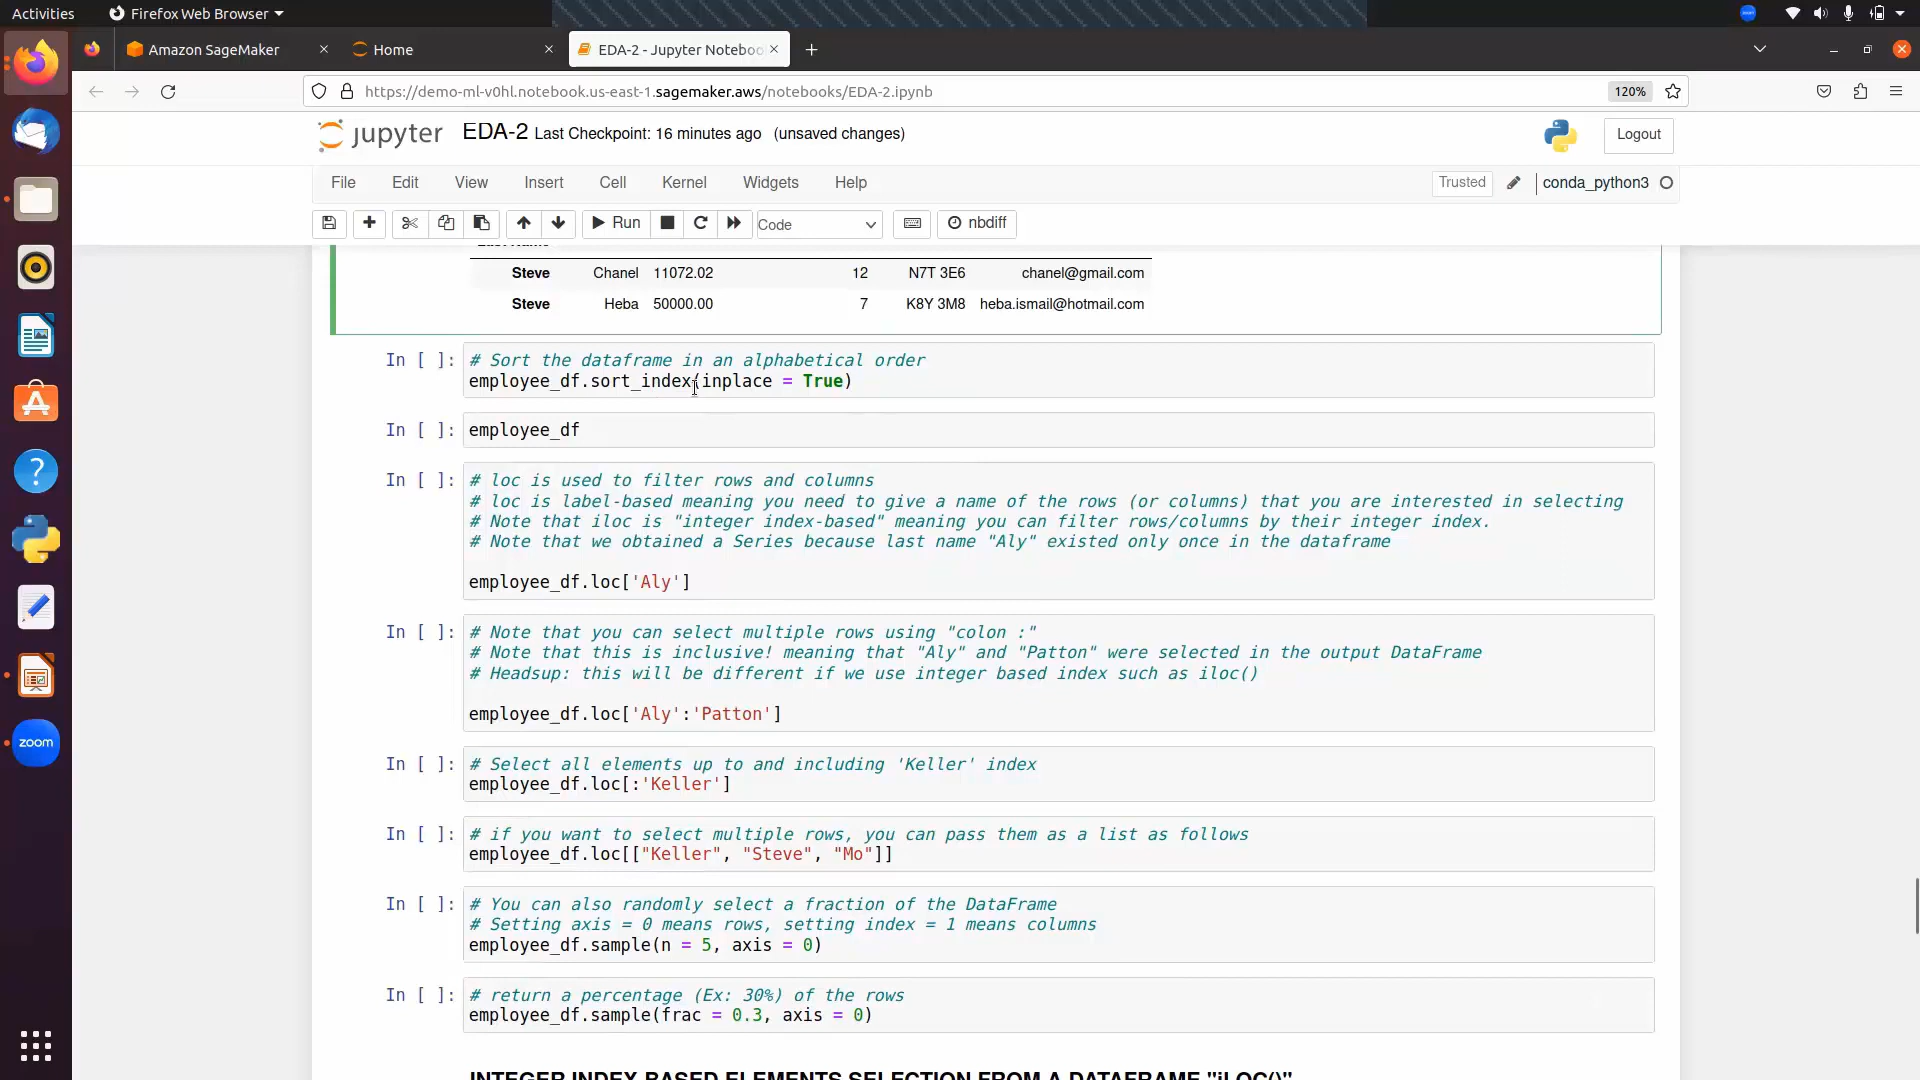 Activities
Firefox Web Browser
Amazon SageMaker
Home
EDA-2 - Jupyter Noteboo
https://demo-ml-v0hl.notebook.us-east-1.sagemaker.aws/notebooks/EDA-2.ipynb
120%
jupyter EDA-2 Last Checkpoint: 16 minutes ago (unsaved changes)
Logout
File Edit View Insert Cell Kernel Widgets Help
Trusted
conda_python3
Run
Code
nbdiff
Steve Chanel 11072.02 12 N7T 3E6 chanel@gmail.com
Steve Heba 50000.00 7 K8Y 3M8 heba.ismail@hotmail.com
In [ ]: # Sort the dataframe in an alphabetical order
employee_df.sort_index(inplace = True)
In [ ]: employee_df
In [ ]: # loc is used to filter rows and columns
# loc is label-based meaning you need to give a name of the rows (or columns) that you are interested in selecting
# Note that iloc is "integer index-based" meaning you can filter rows/columns by their integer index.
# Note that we obtained a Series because last name "Aly" existed only once in the dataframe
employee_df.loc['Aly']
In [ ]: # Note that you can select multiple rows using "colon :"
# Note that this is inclusive! meaning that "Aly" and "Patton" were selected in the output DataFrame
# Headsup: this will be different if we use integer based index such as iloc()
employee_df.loc['Aly':'Patton']
In [ ]: # Select all elements up to and including 'Keller' index
employee_df.loc[:'Keller']
In [ ]: # if you want to select multiple rows, you can pass them as a list as follows
employee_df.loc[["Keller", "Steve", "Mo"]]
In [ ]: # You can also randomly select a fraction of the DataFrame
# Setting axis = 0 means rows, setting index = 1 means columns
employee_df.sample(n = 5, axis = 0)
In [ ]: # return a percentage (Ex: 30%) of the rows
employee_df.sample(frac = 0.3, axis = 0)
INTEGER INDEX-BASED ELEMENTS SELECTION FROM A DATAFRAME "iLOC()"
zoom